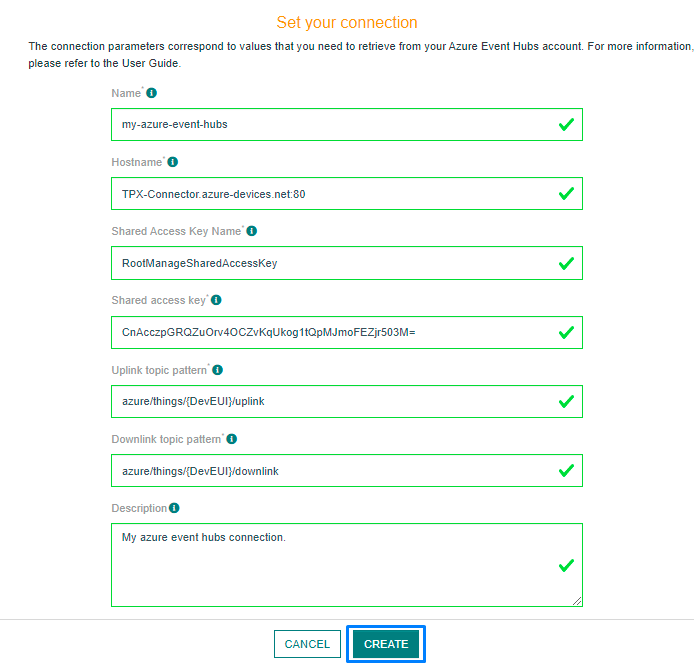 Set your connection
The connection parameters correspond to values that you need to retrieve from your Azure Event Hubs account. For more information,
please refer to the User Guide.
Name*
my-azure-event-hubs
Hostname*
TPX-Connector.azure-devices.net:80
Shared Access Key Name*
RootManageSharedAccessKey
Shared access key*
CnAcczpGRQZuOrv4OCZvKqUkog1tQpMJmoFEZjr503M=
Uplink topic pattern*
azure/things/{DevEUI}/uplink
Downlink topic pattern*
azure/things/{DevEUI}/downlink
Description
My azure event hubs connection.
CANCEL CREATE